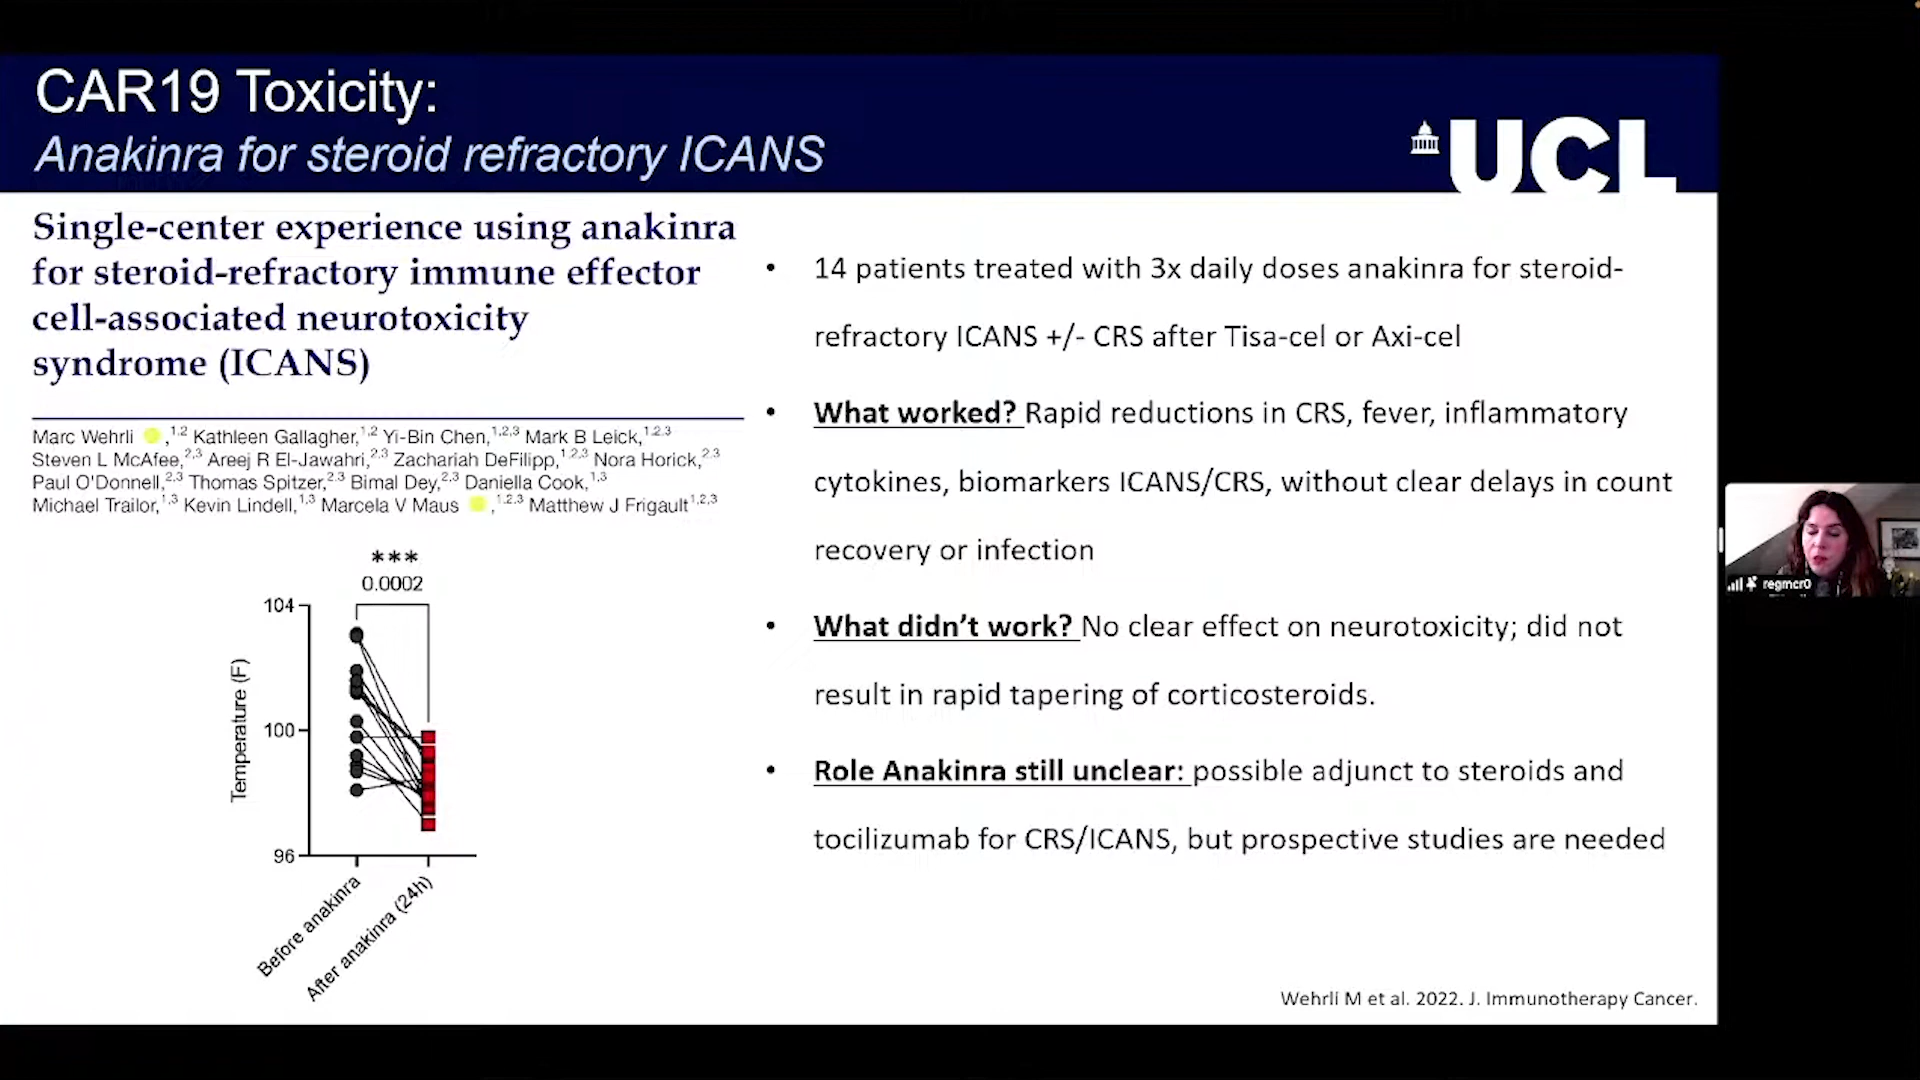 CAR19 Toxicity:
Anakinra for steroid refractory ICANS
UCL
Single-center experience using anakinra
for steroid-refractory immune effector
cell-associated neurotoxicity
syndrome (ICANS)
Marc Wehrli ,1,2 Kathleen Gallagher,1,2 Yi-Bin Chen,1,2,3 Mark B Leick,1,2,3
Steven L McAfee,2,3 Areej R El-Jawahri,2,3 Zachariah DeFilipp,1,2,3 Nora Horick,2,3
Paul O'Donnell,2,3 Thomas Spitzer,2,3 Bimal Dey,2,3 Daniella Cook,1,3
Michael Trailor,1,3 Kevin Lindell,1,3 Marcela V Maus ,1,2,3 Matthew J Frigault1,2,3
***
0.0002
104
100
96
Temperature (F)
Before anakinra
After anakinra (24h)
• 14 patients treated with 3x daily doses anakinra for steroid-
refractory ICANS +/- CRS after Tisa-cel or Axi-cel
• What worked? Rapid reductions in CRS, fever, inflammatory
cytokines, biomarkers ICANS/CRS, without clear delays in count
recovery or infection
• What didn’t work? No clear effect on neurotoxicity; did not
result in rapid tapering of corticosteroids.
• Role Anakinra still unclear: possible adjunct to steroids and
tocilizumab for CRS/ICANS, but prospective studies are needed
Wehrli M et al. 2022. J. Immunotherapy Cancer.
regmcr0